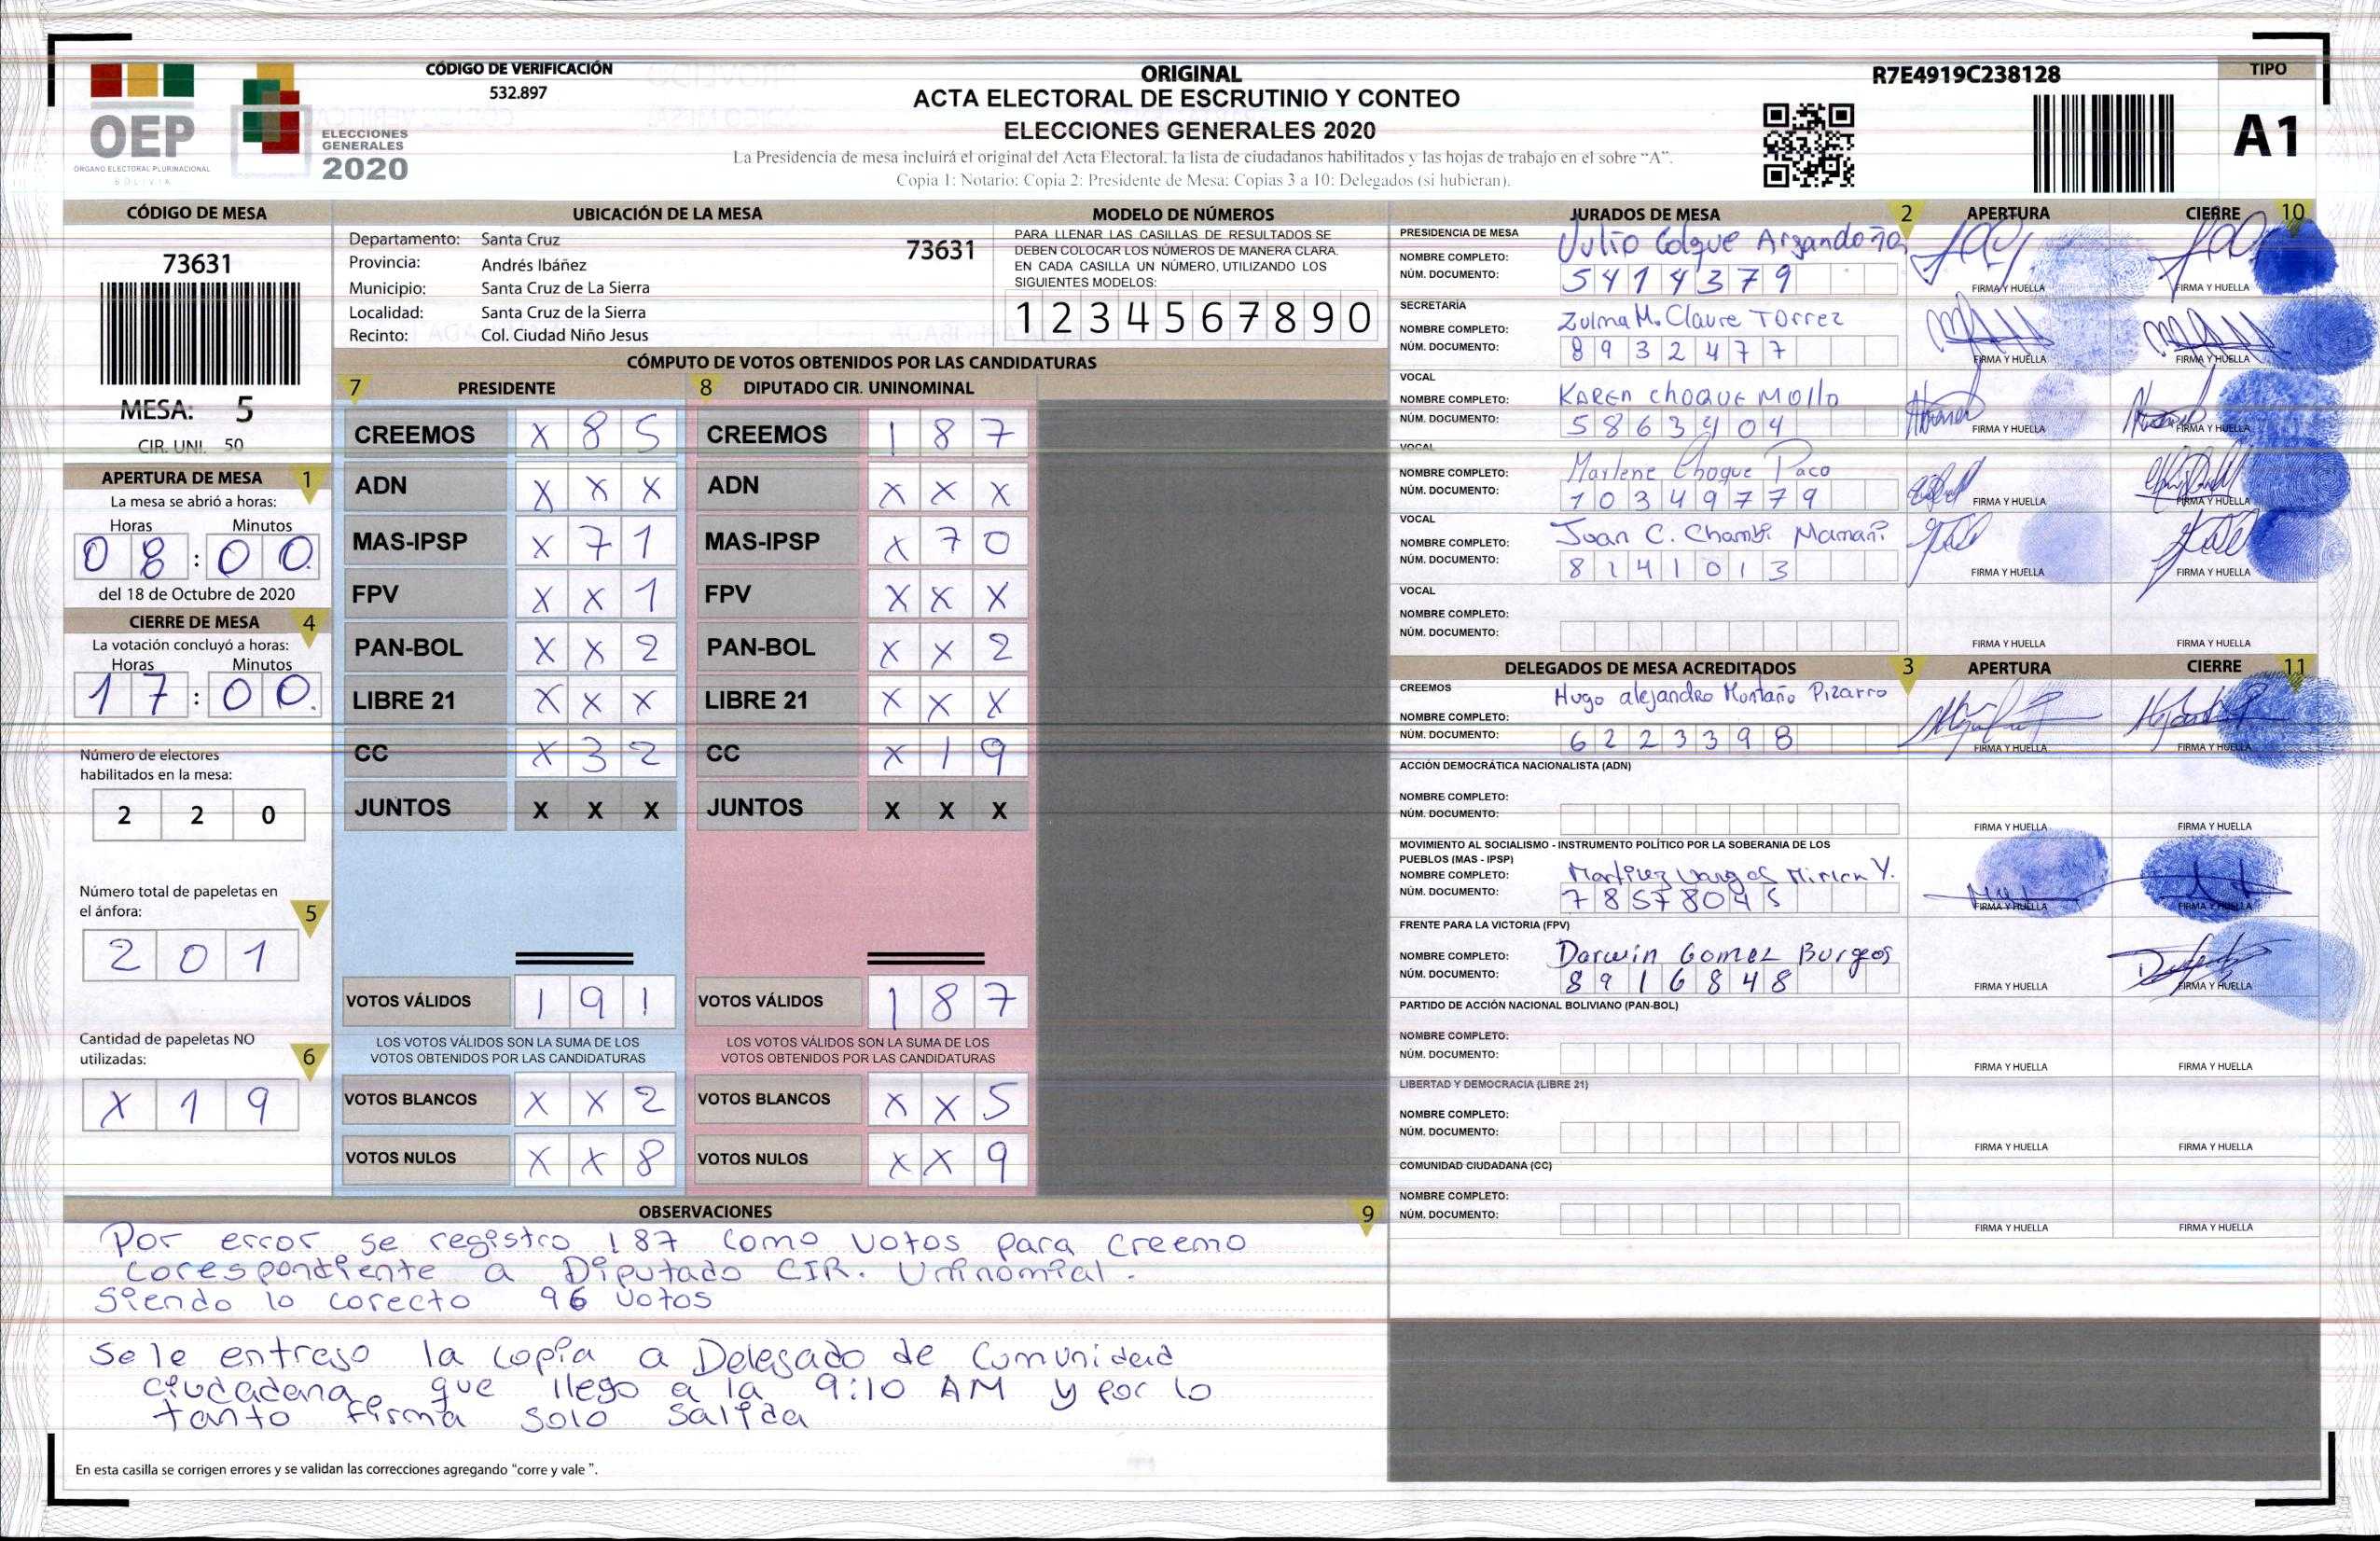 CÓDIGO DE VERIFICACIÓN
532.897
OEP
ÓRGANO ELECTORAL PLURINACIONAL
BOLIVIA
ELECCIONES
GENERALES
2020
ORIGINAL
ACTA ELECTORAL DE ESCRUTINIO Y CONTEO
ELECCIONES GENERALES 2020
La Presidencia de mesa incluirá el original del Acta Electoral, la lista de ciudadanos habilitados y las hojas de trabajo en el sobre “A”.
Copia 1: Notario; Copia 2: Presidente de Mesa; Copias 3 a 10: Delegados (si hubieran).
R7E4919C238128
TIPO
A1
CÓDIGO DE MESA
73631
MESA: 5
CIR. UNI. 50
UBICACIÓN DE LA MESA
Departamento: Santa Cruz
73631
Provincia: Andrés Ibáñez
Municipio: Santa Cruz de La Sierra
Localidad: Santa Cruz de la Sierra
Recinto: Col. Ciudad Niño Jesus
MODELO DE NÚMEROS
PARA LLENAR LAS CASILLAS DE RESULTADOS SE
DEBEN COLOCAR LOS NÚMEROS DE MANERA CLARA.
EN CADA CASILLA UN NÚMERO, UTILIZANDO LOS
SIGUIENTES MODELOS:
1 2 3 4 5 6 7 8 9 0
APERTURA DE MESA 1
La mesa se abrió a horas:
Horas Minutos
0 8 : 0 0
del 18 de Octubre de 2020
CIERRE DE MESA 4
La votación concluyó a horas:
Horas Minutos
1 7 : 0 0
Número de electores
habilitados en la mesa:
2 2 0
Número total de papeletas en
el ánfora: 5
2 0 1
Cantidad de papeletas NO
utilizadas: 6
X 1 9
CÓMPUTO DE VOTOS OBTENIDOS POR LAS CANDIDATURAS
7 PRESIDENTE
CREEMOS X 8 5
ADN X X X
MAS-IPSP X 7 1
FPV X X 1
PAN-BOL X X 2
LIBRE 21 X X X
CC X 3 2
JUNTOS X X X
VOTOS VÁLIDOS 1 9 1
LOS VOTOS VÁLIDOS SON LA SUMA DE LOS
VOTOS OBTENIDOS POR LAS CANDIDATURAS
VOTOS BLANCOS X X 2
VOTOS NULOS X X 8
8 DIPUTADO CIR. UNINOMINAL
CREEMOS 1 8 7
ADN X X X
MAS-IPSP X 7 0
FPV X X X
PAN-BOL X X 2
LIBRE 21 X X X
CC X 1 9
JUNTOS X X X
VOTOS VÁLIDOS 1 8 7
LOS VOTOS VÁLIDOS SON LA SUMA DE LOS
VOTOS OBTENIDOS POR LAS CANDIDATURAS
VOTOS BLANCOS X X 5
VOTOS NULOS X X 9
OBSERVACIONES 9
Por error se registro 187 como votos para creemo
corespondiente a Diputado CIR. Uninomial.
Siendo lo corecto 96 votos
Se le entrego la copia a Delegado de Comunidad
ciudadana, que llego a la 9:10 AM y por lo
tanto firma solo salida
En esta casilla se corrigen errores y se validan las correcciones agregando “corre y vale ”.
JURADOS DE MESA 2 APERTURA CIERRE 10
PRESIDENCIA DE MESA
NOMBRE COMPLETO: Julio Colque Argandoña
NÚM. DOCUMENTO: 5 4 1 4 3 7 9
FIRMA Y HUELLA FIRMA Y HUELLA
SECRETARÍA
NOMBRE COMPLETO: Zulma M. Claure Torrez
NÚM. DOCUMENTO: 8 9 3 2 4 7 7
FIRMA Y HUELLA FIRMA Y HUELLA
VOCAL
NOMBRE COMPLETO: KAREN CHOQUE Mollo
NÚM. DOCUMENTO: 5 8 6 3 4 0 4
FIRMA Y HUELLA FIRMA Y HUELLA
VOCAL
NOMBRE COMPLETO: Marlene Choque Paco
NÚM. DOCUMENTO: 1 0 3 4 9 7 7 9
FIRMA Y HUELLA FIRMA Y HUELLA
VOCAL
NOMBRE COMPLETO: Juan C. Chambi Mamani
NÚM. DOCUMENTO: 8 1 4 1 0 1 3
FIRMA Y HUELLA FIRMA Y HUELLA
VOCAL
NOMBRE COMPLETO:
NÚM. DOCUMENTO:
FIRMA Y HUELLA FIRMA Y HUELLA
DELEGADOS DE MESA ACREDITADOS 3 APERTURA CIERRE 11
CREEMOS
NOMBRE COMPLETO: Hugo alejandro Montaño Pizarro
NÚM. DOCUMENTO: 6 2 2 3 3 9 8
FIRMA Y HUELLA FIRMA Y HUELLA
ACCIÓN DEMOCRÁTICA NACIONALISTA (ADN)
NOMBRE COMPLETO:
NÚM. DOCUMENTO:
FIRMA Y HUELLA FIRMA Y HUELLA
MOVIMIENTO AL SOCIALISMO - INSTRUMENTO POLÍTICO POR LA SOBERANIA DE LOS
PUEBLOS (MAS - IPSP)
NOMBRE COMPLETO: Martinez Vargas Mirian Y.
NÚM. DOCUMENTO: 7 8 5 7 8 0 4 5
FIRMA Y HUELLA FIRMA Y HUELLA
FRENTE PARA LA VICTORIA (FPV)
NOMBRE COMPLETO: Darwin Gomez Burgos
NÚM. DOCUMENTO: 8 9 1 6 8 4 8
FIRMA Y HUELLA FIRMA Y HUELLA
PARTIDO DE ACCIÓN NACIONAL BOLIVIANO (PAN-BOL)
NOMBRE COMPLETO:
NÚM. DOCUMENTO:
FIRMA Y HUELLA FIRMA Y HUELLA
LIBERTAD Y DEMOCRACIA (LIBRE 21)
NOMBRE COMPLETO:
NÚM. DOCUMENTO:
FIRMA Y HUELLA FIRMA Y HUELLA
COMUNIDAD CIUDADANA (CC)
NOMBRE COMPLETO:
NÚM. DOCUMENTO:
FIRMA Y HUELLA FIRMA Y HUELLA